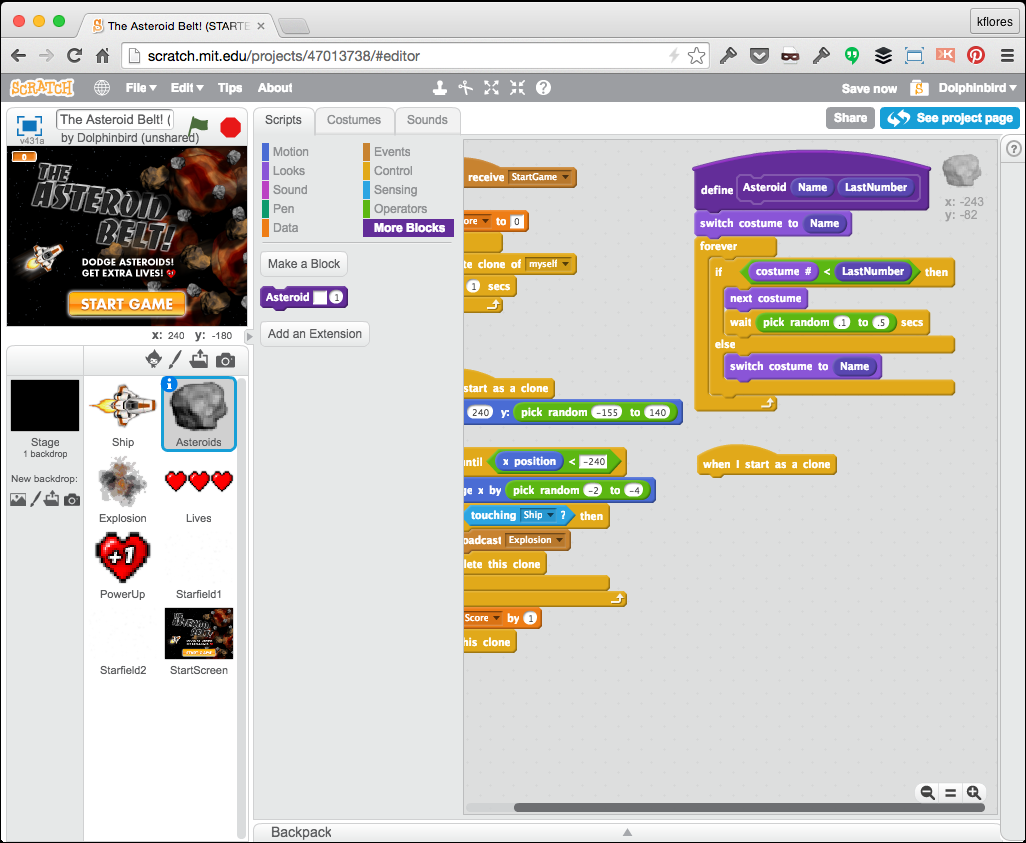 The Asteroid Belt! (STARTE
kflores
scratch.mit.edu/projects/47013738/#editor
SCRATCH
File
Edit
Tips
About
Save now
Dolphinbird
v431a
The Asteroid Belt! (
by Dolphinbird (unshared)
Scripts
Costumes
Sounds
Share
See project page
0
THE
ASTEROID
BELT!
DODGE ASTEROIDS!
GET EXTRA LIVES!
START GAME
x: 240 y: -180
Motion
Looks
Sound
Pen
Data
Events
Control
Sensing
Operators
More Blocks
Make a Block
Asteroid 1
Add an Extension
receive StartGame
ore to 0
te clone of myself
1 secs
start as a clone
240 y: pick random -155 to 140
ntil x position < -240
ge x by pick random -2 to -4
touching Ship ? then
oadcast Explosion
lete this clone
Score by 1
his clone
define Asteroid Name LastNumber
switch costume to Name
forever
if costume # < LastNumber then
next costume
wait pick random .1 to .5 secs
else
switch costume to Name
when I start as a clone
x: -243
y: -82
?
Stage
1 backdrop
New backdrop:
Ship
Asteroids
Explosion
Lives
+1
PowerUp
Starfield1
Starfield2
StartScreen
Backpack